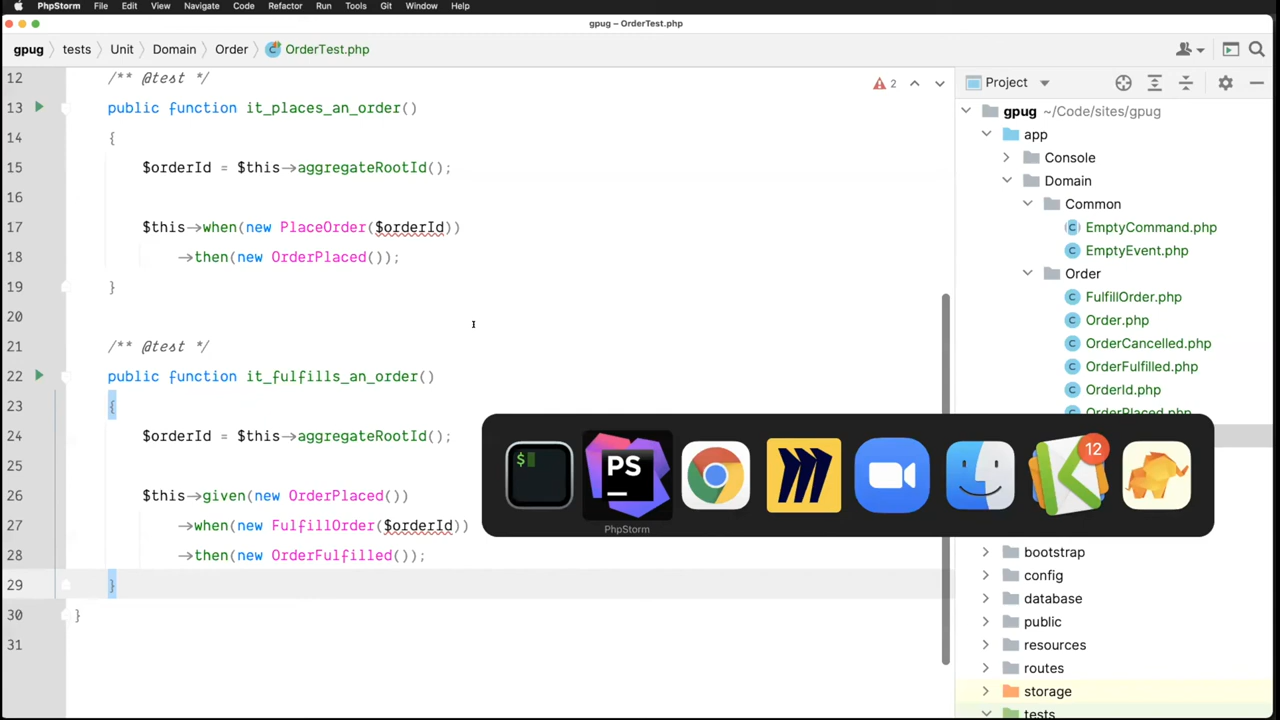 PhpStorm File Edit View Navigate Code Refactor Run Tools Git Window Help
gpug – OrderTest.php
gpug tests Unit Domain Order OrderTest.php
12 /** @test */
2
13 public function it_places_an_order()
14 {
15 $orderId = $this->aggregateRootId();
16
17 $this->when(new PlaceOrder($orderId))
18 ->then(new OrderPlaced());
19 }
20
21 /** @test */
22 public function it_fulfills_an_order()
23 {
24 $orderId = $this->aggregateRootId();
25
26 $this->given(new OrderPlaced())
27 ->when(new FulfillOrder($orderId))
28 ->then(new OrderFulfilled());
29 }
30 }
31
Project
gpug ~/Code/sites/gpug
app
Console
Domain
Common
EmptyCommand.php
EmptyEvent.php
Order
FulfillOrder.php
Order.php
OrderCancelled.php
OrderFulfilled.php
OrderId.php
OrderPlaced.php
$
PS
12
PhpStorm
bootstrap
config
database
public
resources
routes
storage
tests